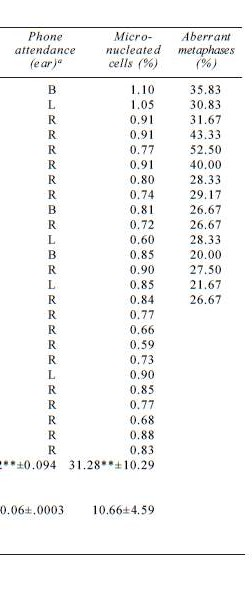 Phone Micro- Aberrant
attendance nucleated metaphases
(ear)ᵃ cells (%) (%)
B 1.10 35.83
L 1.05 30.83
R 0.91 31.67
R 0.91 43.33
R 0.77 52.50
R 0.91 40.00
R 0.80 28.33
R 0.74 29.17
B 0.81 26.67
R 0.72 26.67
L 0.60 28.33
B 0.85 20.00
R 0.90 27.50
L 0.85 21.67
R 0.84 26.67
R 0.77
R 0.66
R 0.59
R 0.73
L 0.90
R 0.85
R 0.77
R 0.68
R 0.88
R 0.83
2**±0.094 31.28**±10.29
0.06±.0003 10.66±4.59